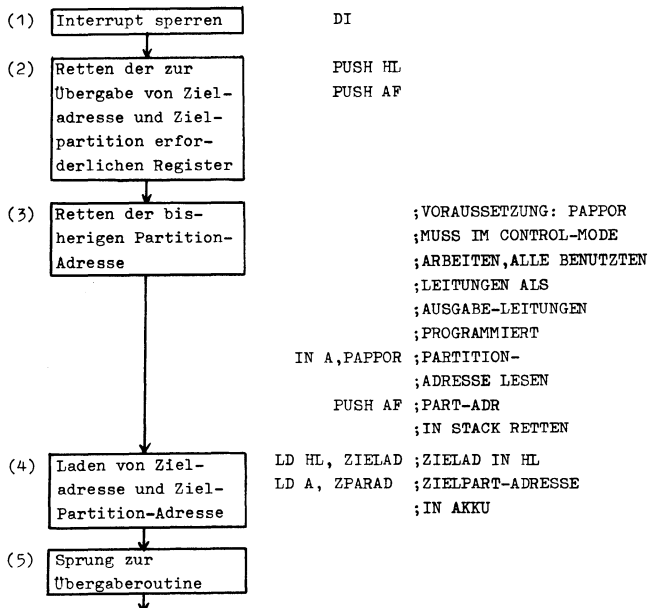 (1) Interrupt sperren DI
(2) Retten der zur PUSH HL
Übergabe von Ziel- PUSH AF
adresse und Ziel-
partition erfor-
derlichen Register
(3) Retten der bis- ;VORAUSSETZUNG: PAPPOR
herigen Partition- ;MUSS IM CONTROL-MODE
Adresse ;ARBEITEN,ALLE BENUTZTEN
;LEITUNGEN ALS
;AUSGABE-LEITUNGEN
;PROGRAMMIERT
IN A,PAPPOR ;PARTITION-
;ADRESSE LESEN
PUSH AF ;PART-ADR
;IN STACK RETTEN
(4) Laden von Ziel- LD HL, ZIELAD ;ZIELAD IN HL
adresse und Ziel- LD A, ZPARAD ;ZIELPART-ADRESSE
Partition-Adresse ;IN AKKU
(5) Sprung zur
Übergaberoutine